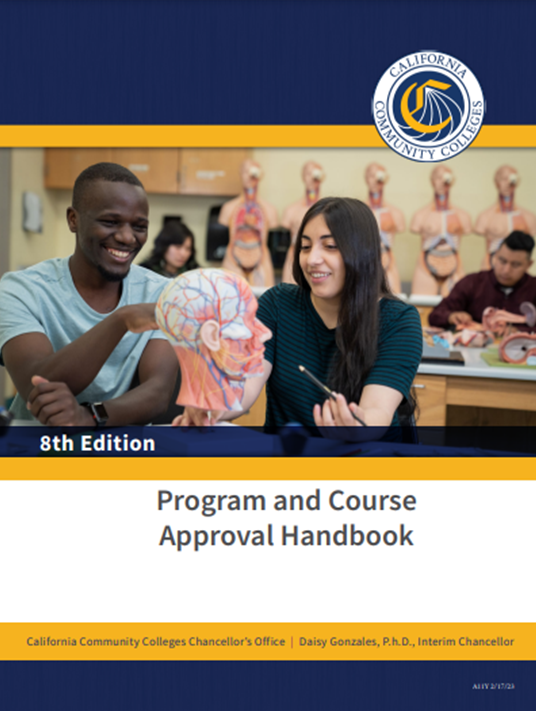 CALIFORNIA
COMMUNITY COLLEGES
8th Edition
Program and Course
Approval Handbook
California Community Colleges Chancellor's Office | Daisy Gonzales, P.h.D., Interim Chancellor